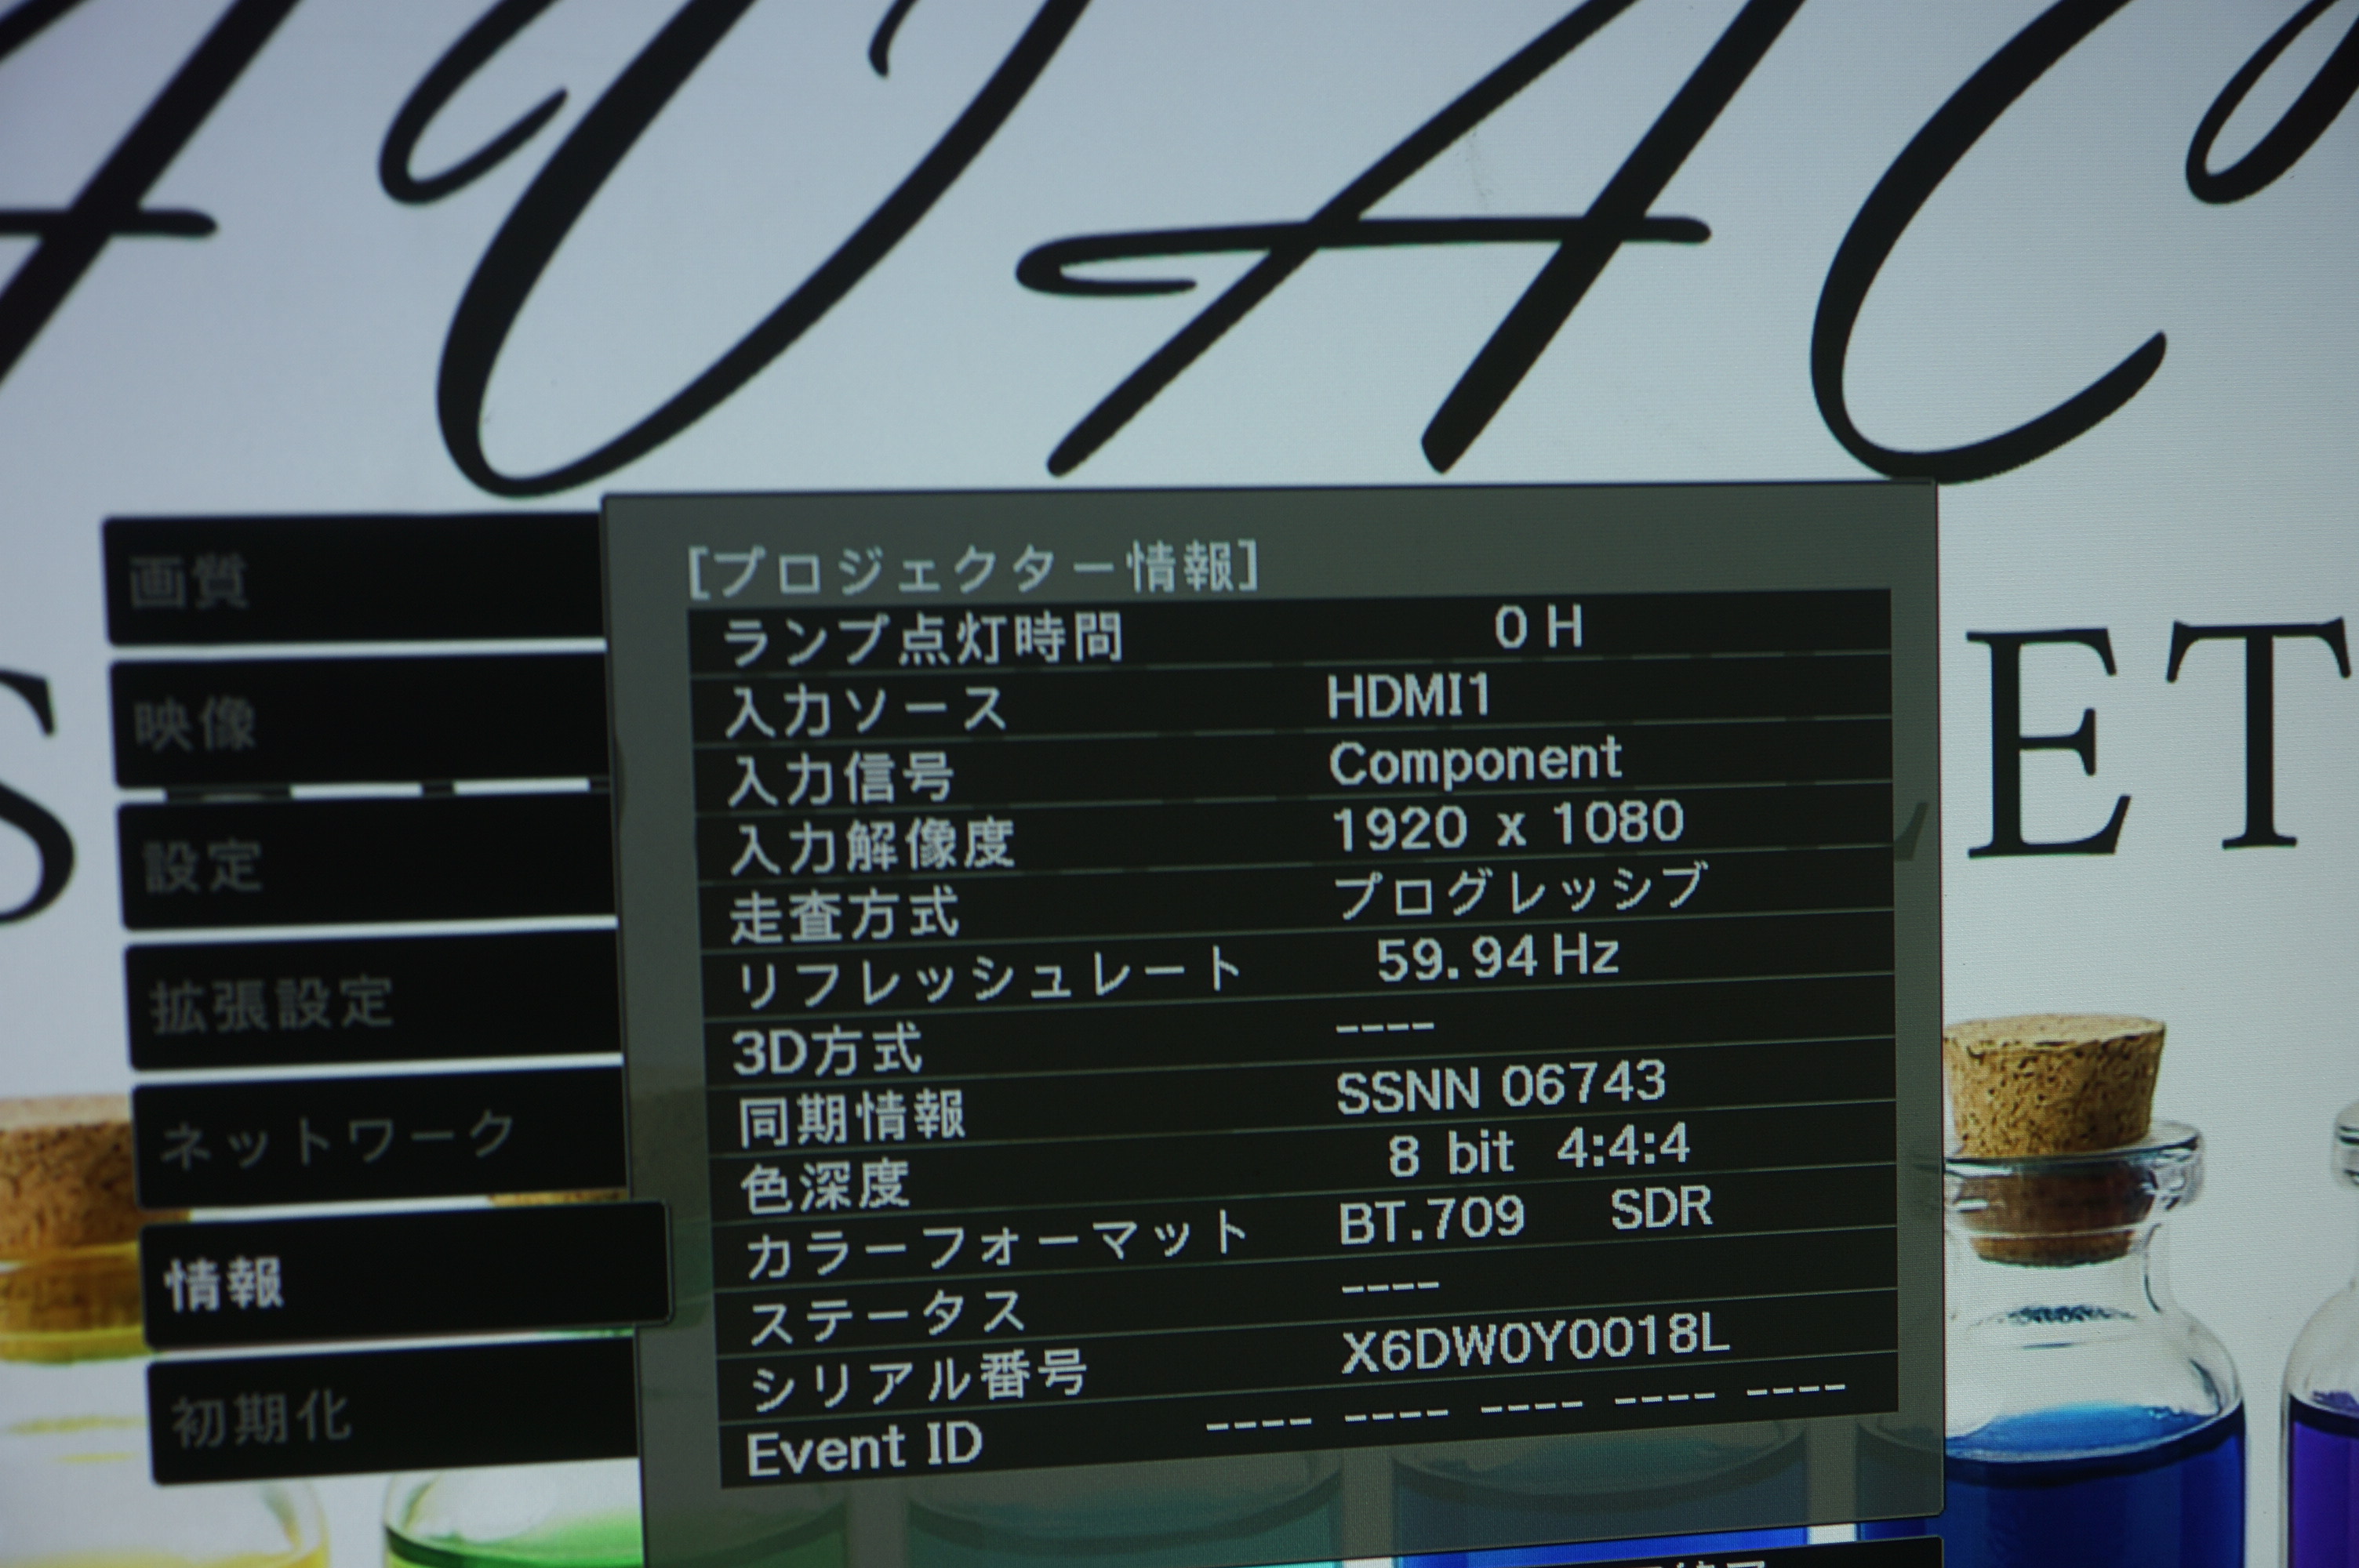 画質
映像
設定
拡張設定
ネットワーク
情報
初期化
[プロジェクター情報]
ランプ点灯時間 0 H
入力ソース HDMI1
入力信号 Component
入力解像度 1920 x 1080
走査方式 プログレッシブ
リフレッシュレート 59.94 Hz
3D方式 ----
同期情報 SSNN 06743
色深度 8 bit 4:4:4
カラーフォーマット BT.709 SDR
ステータス ----
シリアル番号 X6DW0Y0018L
Event ID ---- ---- ---- ---- ----
ET